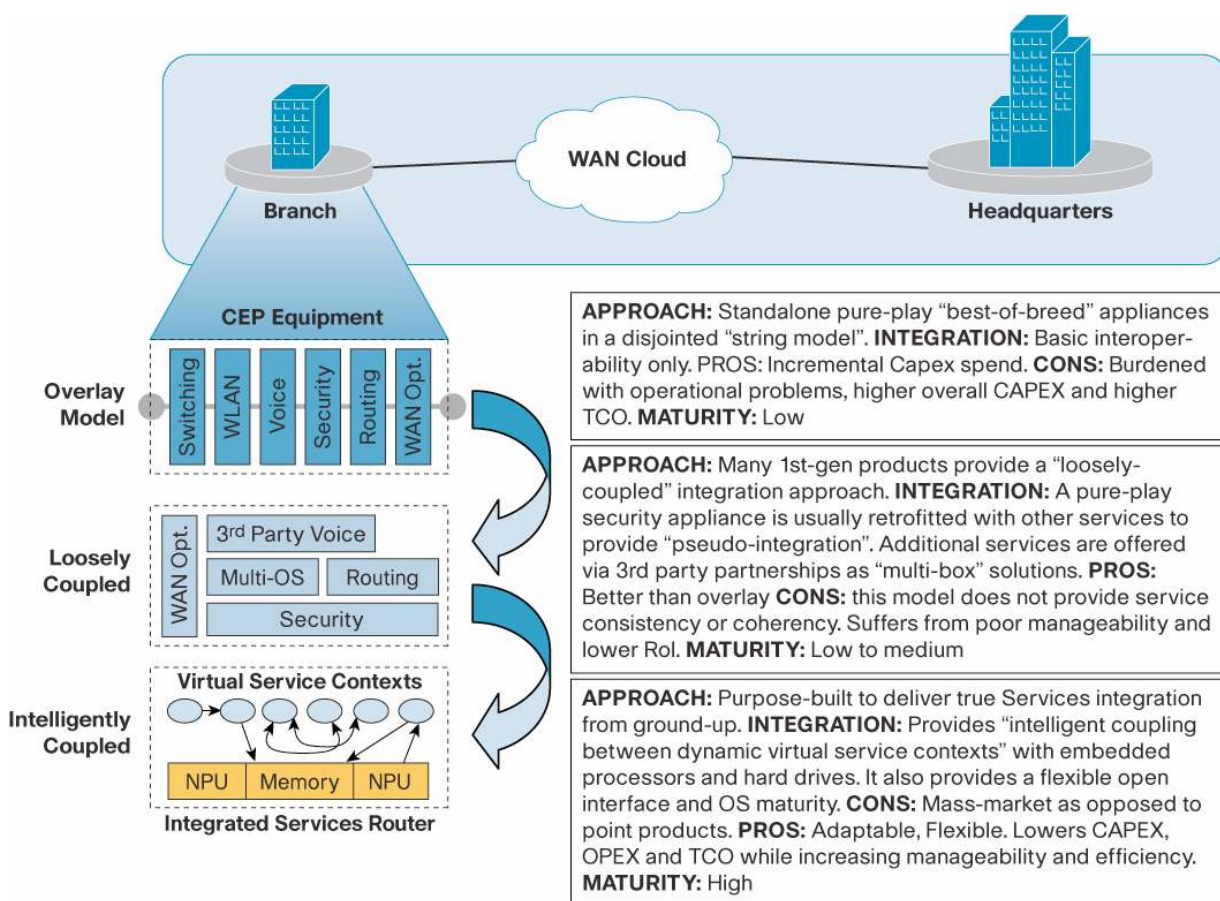 WAN Cloud
Branch
Headquarters
CEP Equipment
Overlay
Model
Switching
WLAN
Voice
Security
Routing
WAN Opt.
APPROACH: Standalone pure-play “best-of-breed” appliances
in a disjointed “string model”. INTEGRATION: Basic interoper-
ability only. PROS: Incremental Capex spend. CONS: Burdened
with operational problems, higher overall CAPEX and higher
TCO. MATURITY: Low
Loosely
Coupled
WAN Opt.
3rd Party Voice
Multi-OS
Routing
Security
APPROACH: Many 1st-gen products provide a “loosely-
coupled” integration approach. INTEGRATION: A pure-play
security appliance is usually retrofitted with other services to
provide “pseudo-integration”. Additional services are offered
via 3rd party partnerships as “multi-box” solutions. PROS:
Better than overlay CONS: this model does not provide service
consistency or coherency. Suffers from poor manageability and
lower RoI. MATURITY: Low to medium
Intelligently
Coupled
Virtual Service Contexts
NPU
Memory
NPU
Integrated Services Router
APPROACH: Purpose-built to deliver true Services integration
from ground-up. INTEGRATION: Provides “intelligent coupling
between dynamic virtual service contexts” with embedded
processors and hard drives. It also provides a flexible open
interface and OS maturity. CONS: Mass-market as opposed to
point products. PROS: Adaptable, Flexible. Lowers CAPEX,
OPEX and TCO while increasing manageability and efficiency.
MATURITY: High